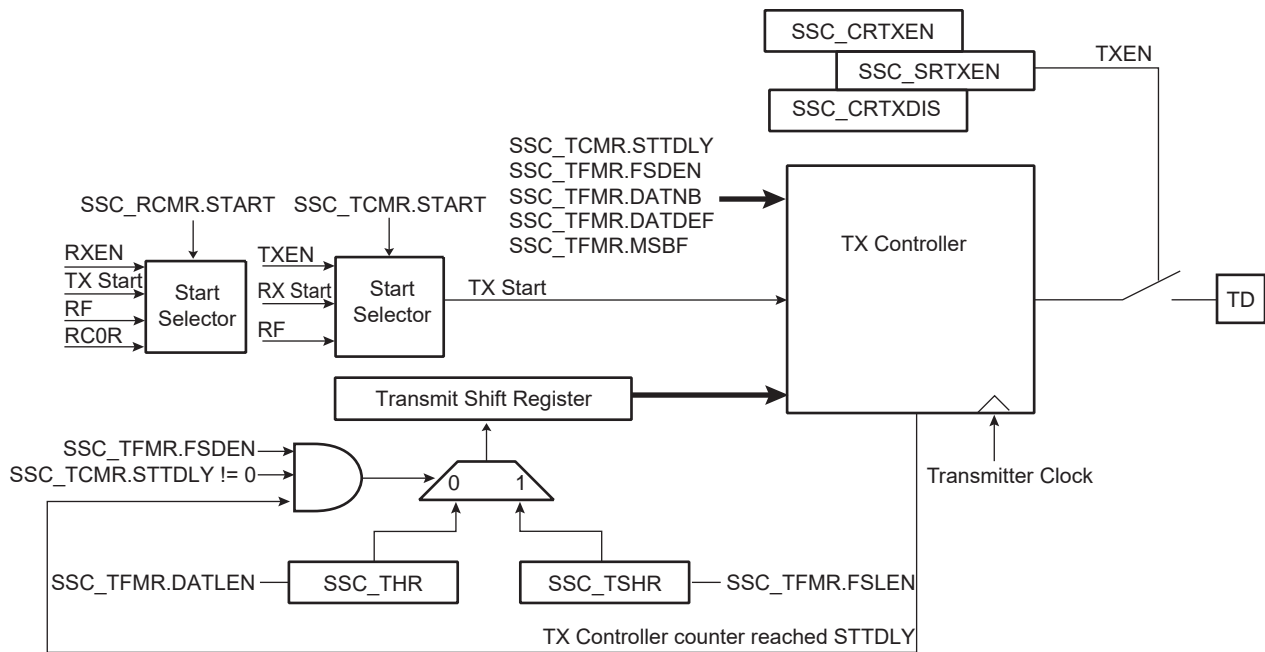 SSC_CRTXEN
SSC_SRTXEN
SSC_CRTXDIS
TXEN
SSC_TCMR.STTDLY
SSC_TFMR.FSDEN
SSC_TFMR.DATNB
SSC_TFMR.DATDEF
SSC_TFMR.MSBF
SSC_RCMR.START
SSC_TCMR.START
RXEN
TX Start
RF
RC0R
Start
Selector
TXEN
RX Start
RF
Start
Selector
TX Start
TX Controller
TD
Transmit Shift Register
SSC_TFMR.FSDEN
SSC_TCMR.STTDLY != 0
0
1
Transmitter Clock
SSC_TFMR.DATLEN
SSC_THR
SSC_TSHR
SSC_TFMR.FSLEN
TX Controller counter reached STTDLY